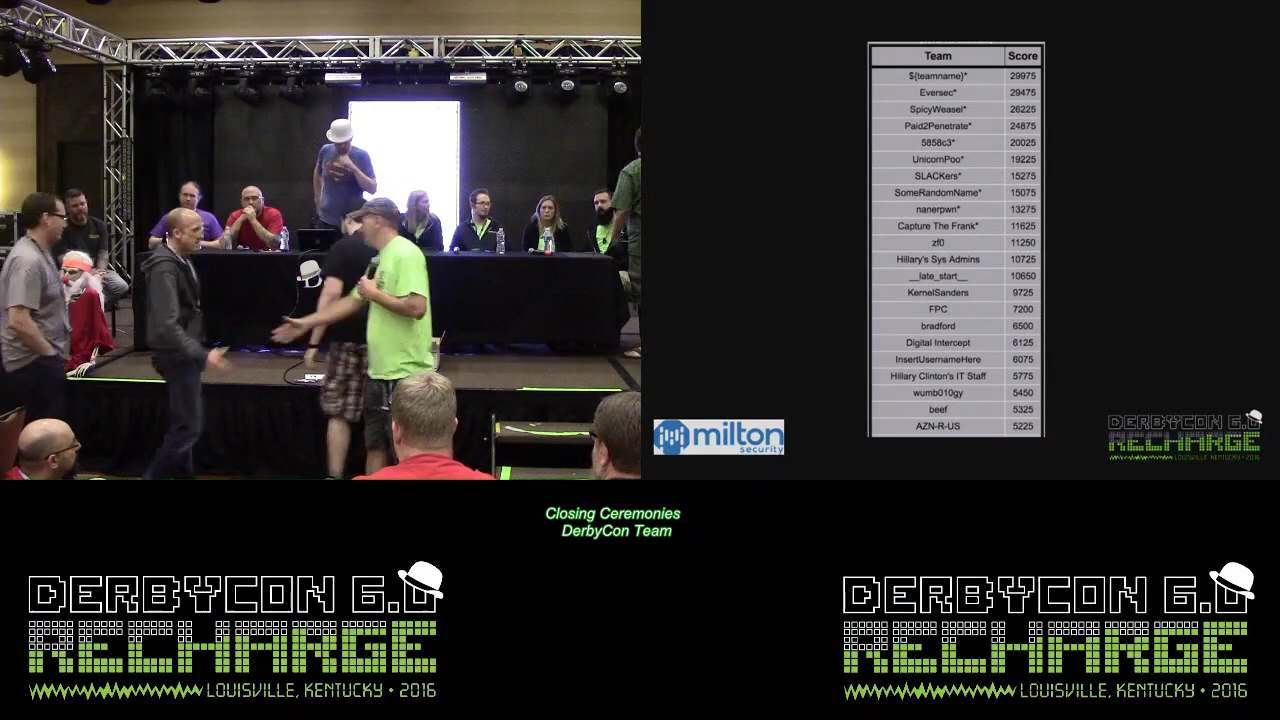 Team Score
${teamname}* 29975
Eversec* 29475
SpicyWeasel* 26225
Paid2Penetrate* 24875
5858c3* 20025
UnicornPoo* 19225
SLACKers* 15275
SomeRandomName* 15075
nanerpwn* 13275
Capture The Frank* 11625
zf0 11250
Hillary's Sys Admins 10725
__late_start__ 10650
KernelSanders 9725
FPC 7200
bradford 6500
Digital Intercept 6125
InsertUsernameHere 6075
Hillary Clinton's IT Staff 5775
wumb010gy 5450
beef 5325
AZN-R-US 5225
milton
security
DERBYCON 6.0
RECHARGE
LOUISVILLE, KENTUCKY • 2016
Closing Ceremonies
DerbyCon Team
DERBYCON 6.0
RECHARGE
LOUISVILLE, KENTUCKY • 2016
DERBYCON 6.0
RECHARGE
LOUISVILLE, KENTUCKY • 2016